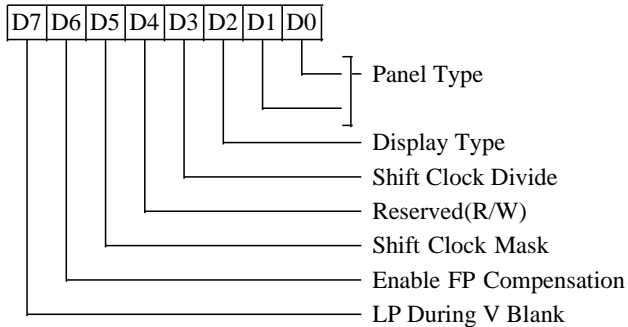 D7 D6 D5 D4 D3 D2 D1 D0
Panel Type
Display Type
Shift Clock Divide
Reserved(R/W)
Shift Clock Mask
Enable FP Compensation
LP During V Blank